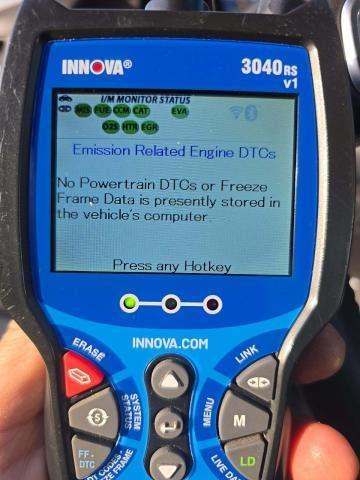 INNOVA®
3040RS
v1
I/M MONITOR STATUS
MIS FUE CCM CAT EVA
O2S HTR EGR
Emission Related Engine DTCs
No Powertrain DTCs or Freeze
Frame Data is presently stored in
the vehicle's computer.
Press any Hotkey
INNOVA.COM
ERASE
LINK
SYSTEM
STATUS
MENU
S
M
FF-
DTC
LD
LIVE DA